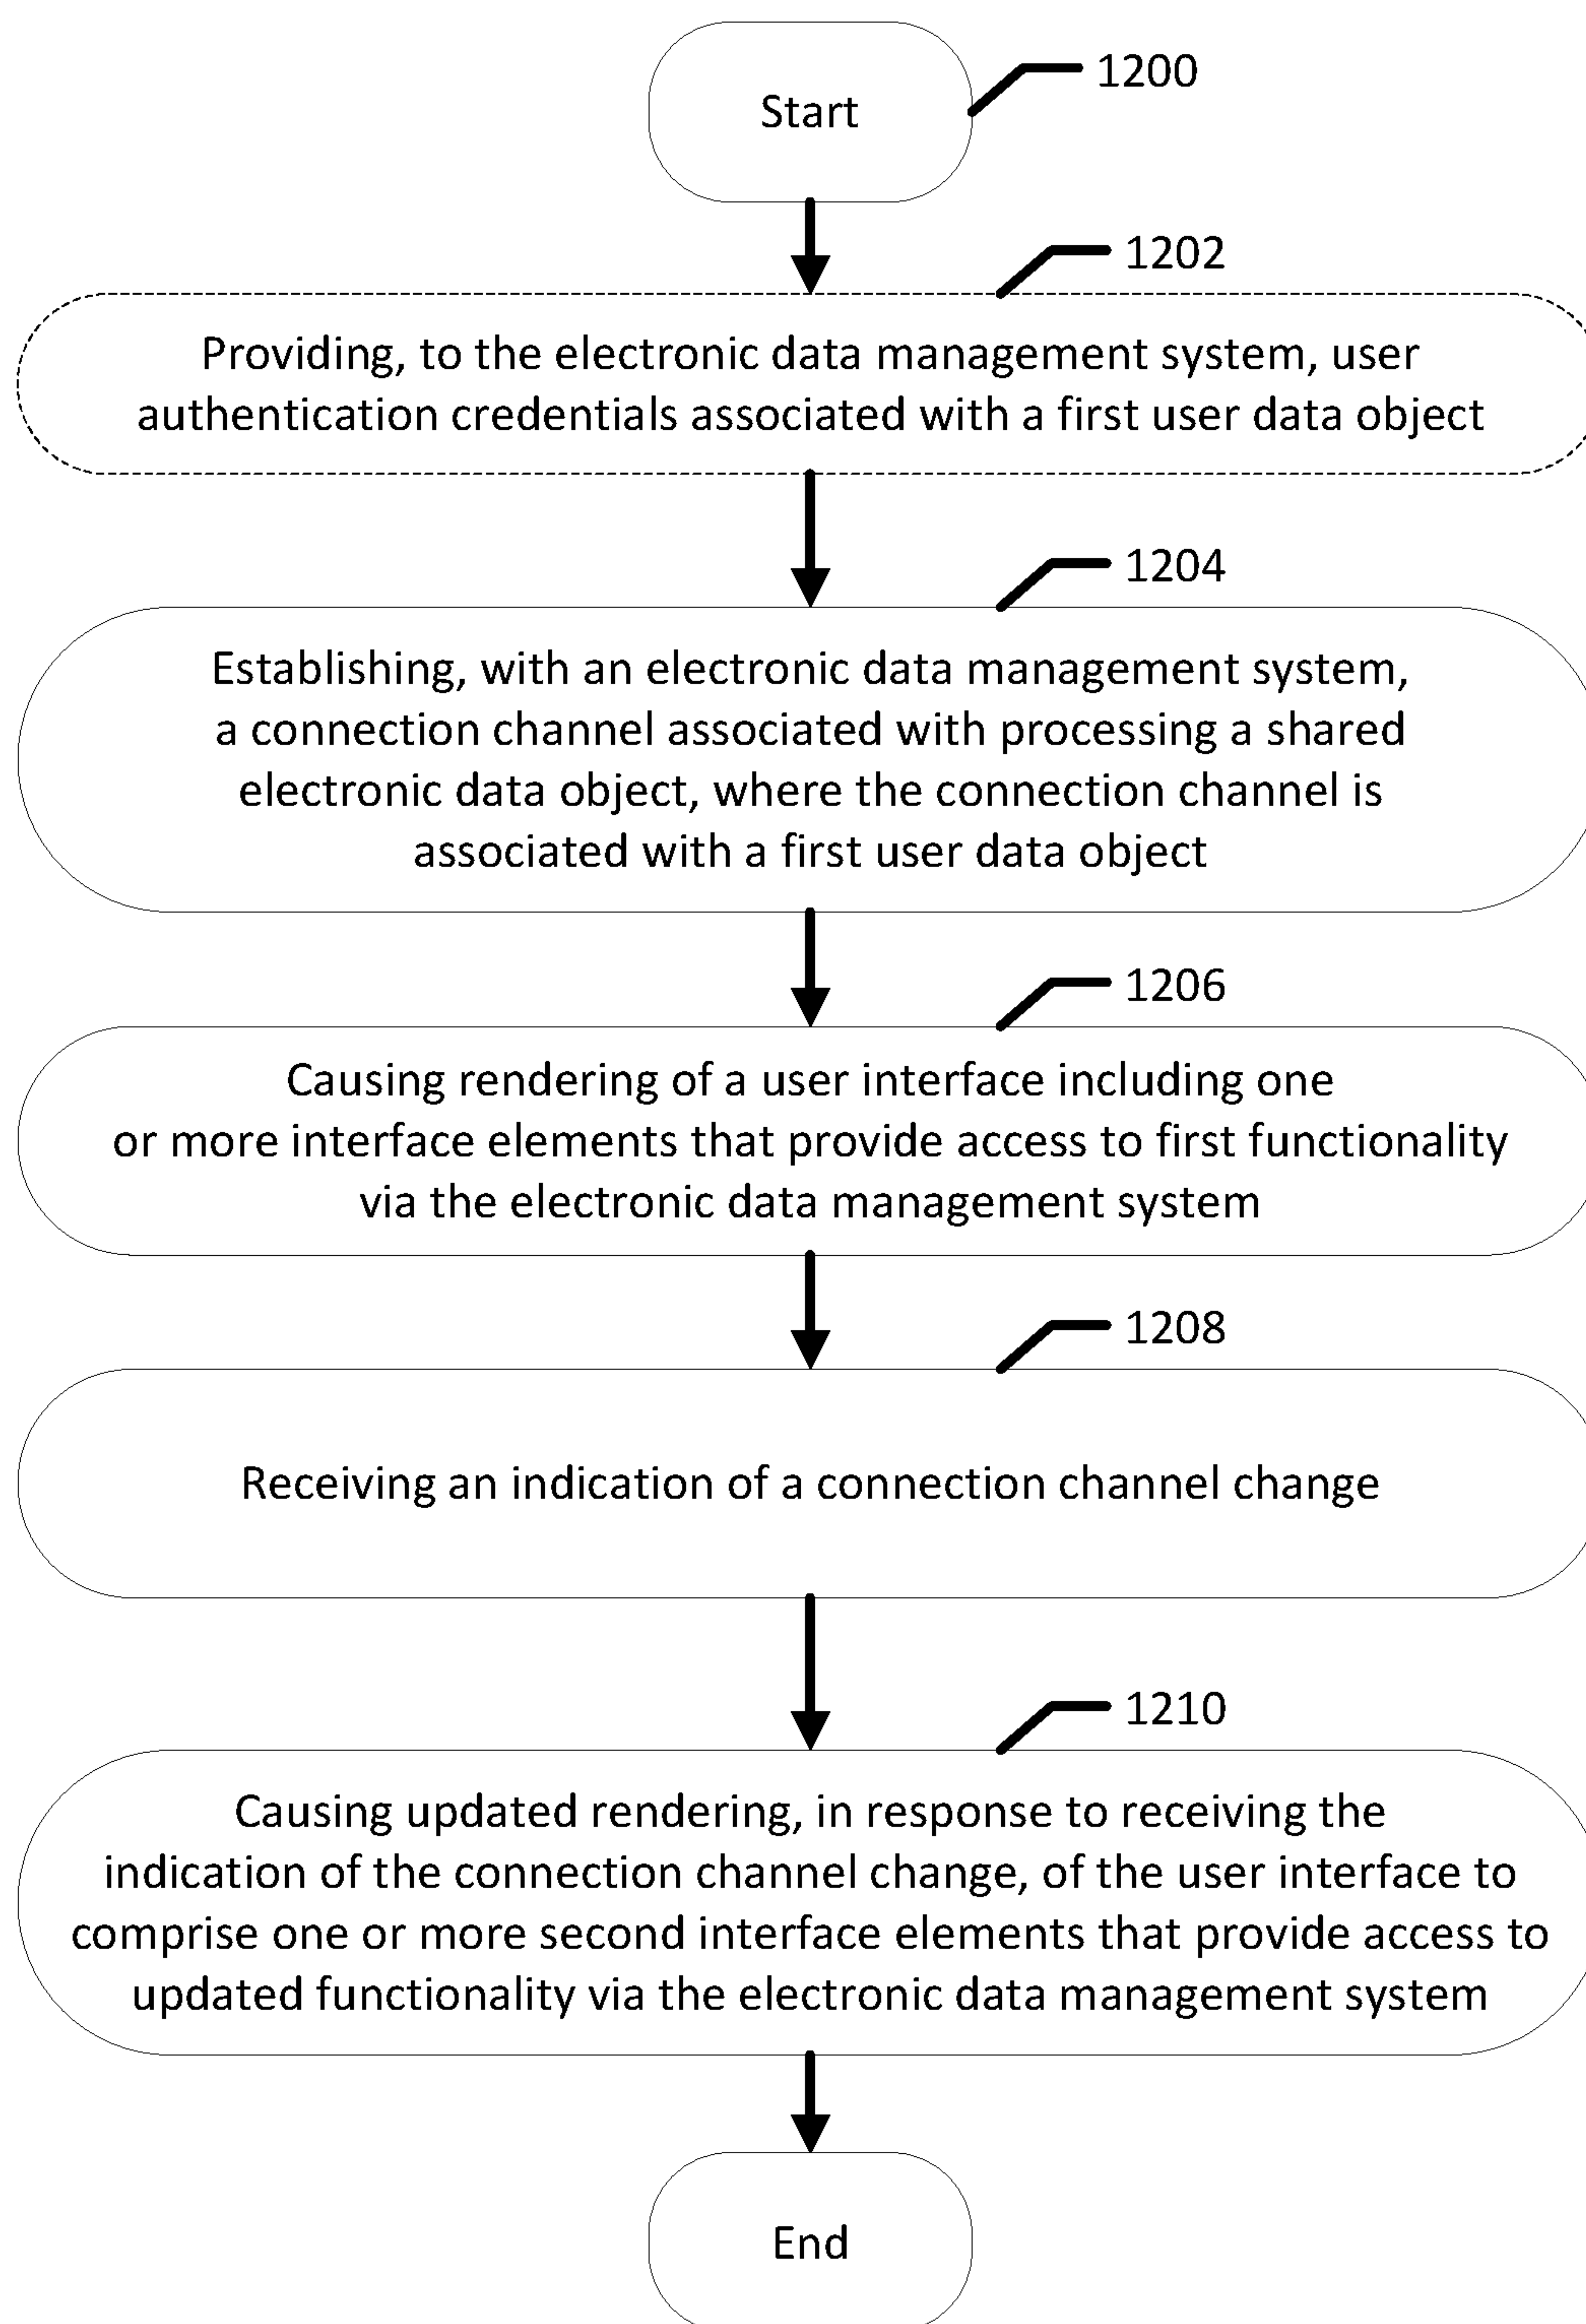 1200
Start
1202
Providing, to the electronic data management system, user
authentication credentials associated with a first user data object
1204
Establishing, with an electronic data management system,
a connection channel associated with processing a shared
electronic data object, where the connection channel is
associated with a first user data object
1206
Causing rendering of a user interface including one
or more interface elements that provide access to first functionality
via the electronic data management system
1208
Receiving an indication of a connection channel change
1210
Causing updated rendering, in response to receiving the
indication of the connection channel change, of the user interface to
comprise one or more second interface elements that provide access to
updated functionality via the electronic data management system
End